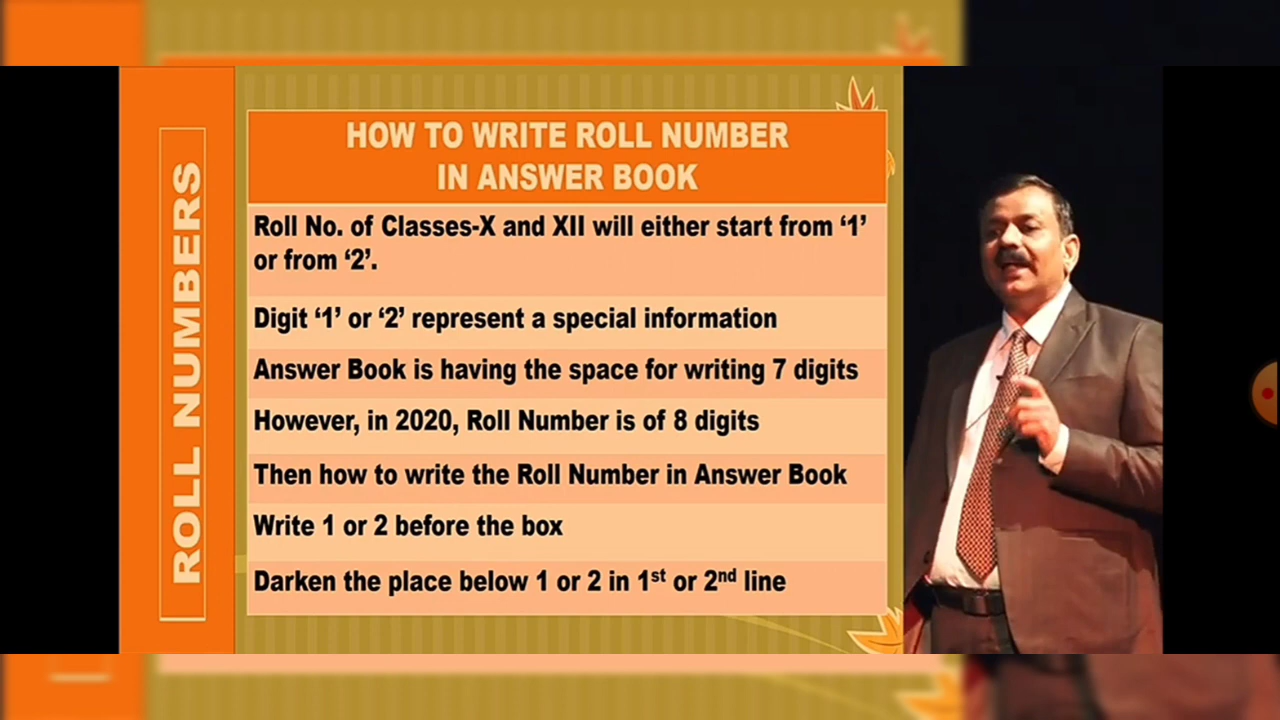 ROLL NUMBERS
HOW TO WRITE ROLL NUMBER
IN ANSWER BOOK
Roll No. of Classes-X and XII will either start from ‘1’
or from ‘2’.
Digit ‘1’ or ‘2’ represent a special information
Answer Book is having the space for writing 7 digits
However, in 2020, Roll Number is of 8 digits
Then how to write the Roll Number in Answer Book
Write 1 or 2 before the box
Darken the place below 1 or 2 in 1st or 2nd line